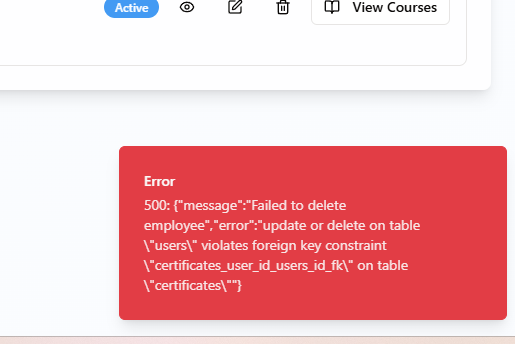 Active View Courses
Error
500: {"message":"Failed to delete
employee","error":"update or delete on table
\"users\" violates foreign key constraint
\"certificates_user_id_users_id_fk\" on table
\"certificates\""}